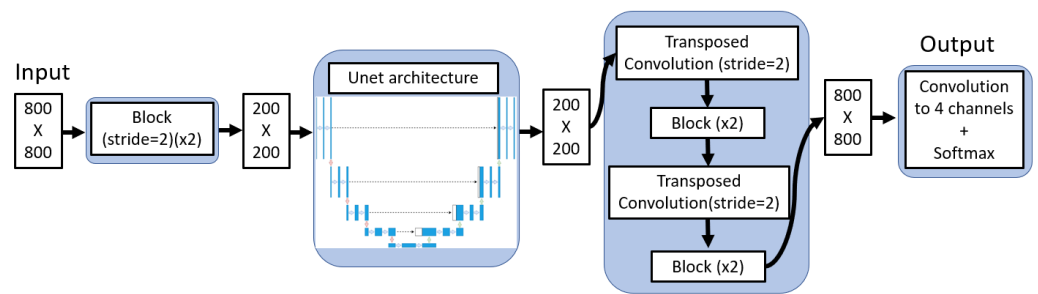 Input
800
X
800
Block
(stride=2)(x2)
200
X
200
Unet architecture
200
X
200
Transposed
Convolution (stride=2)
Block (x2)
Transposed
Convolution(stride=2)
Block (x2)
800
X
800
Output
Convolution
to 4 channels
+
Softmax